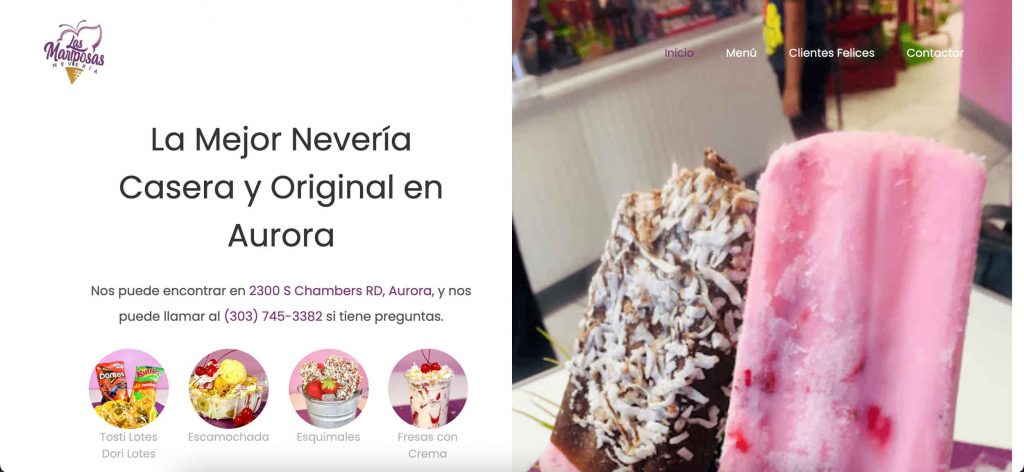 Las
Mariposas
NEVERÍA
Inicio
Menú
Clientes Felices
Contactar
La Mejor Nevería
Casera y Original en
Aurora
Nos puede encontrar en 2300 S Chambers RD, Aurora, y nos
puede llamar al (303) 745-3382 si tiene preguntas.
Doritos
Tosti Lotes
Dori Lotes
Escamochada
Esquimales
Fresas con
Crema